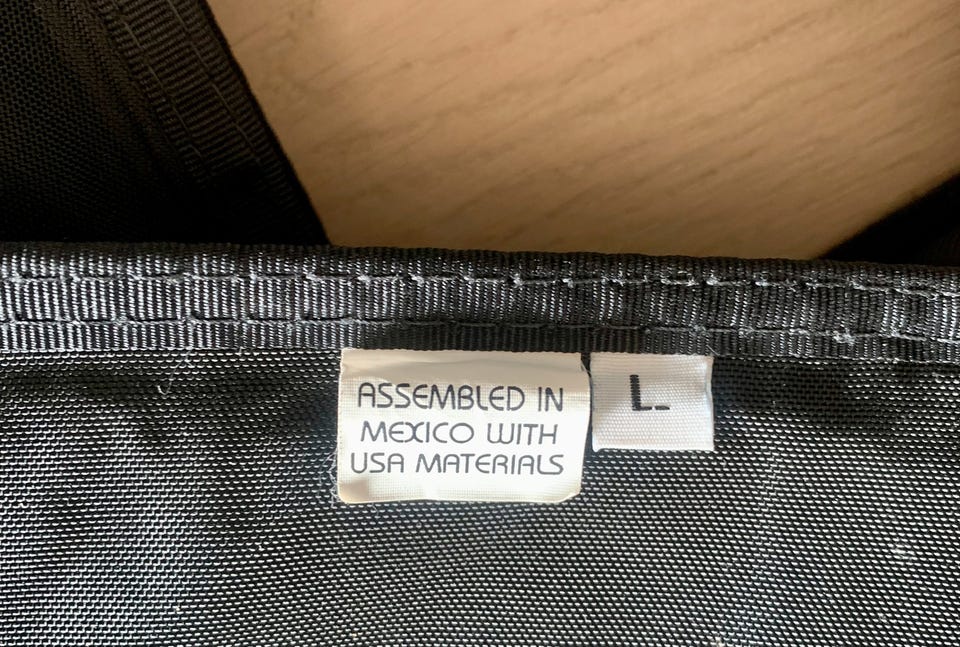 ASSEMBLED IN
MEXICO WITH
USA MATERIALS
L